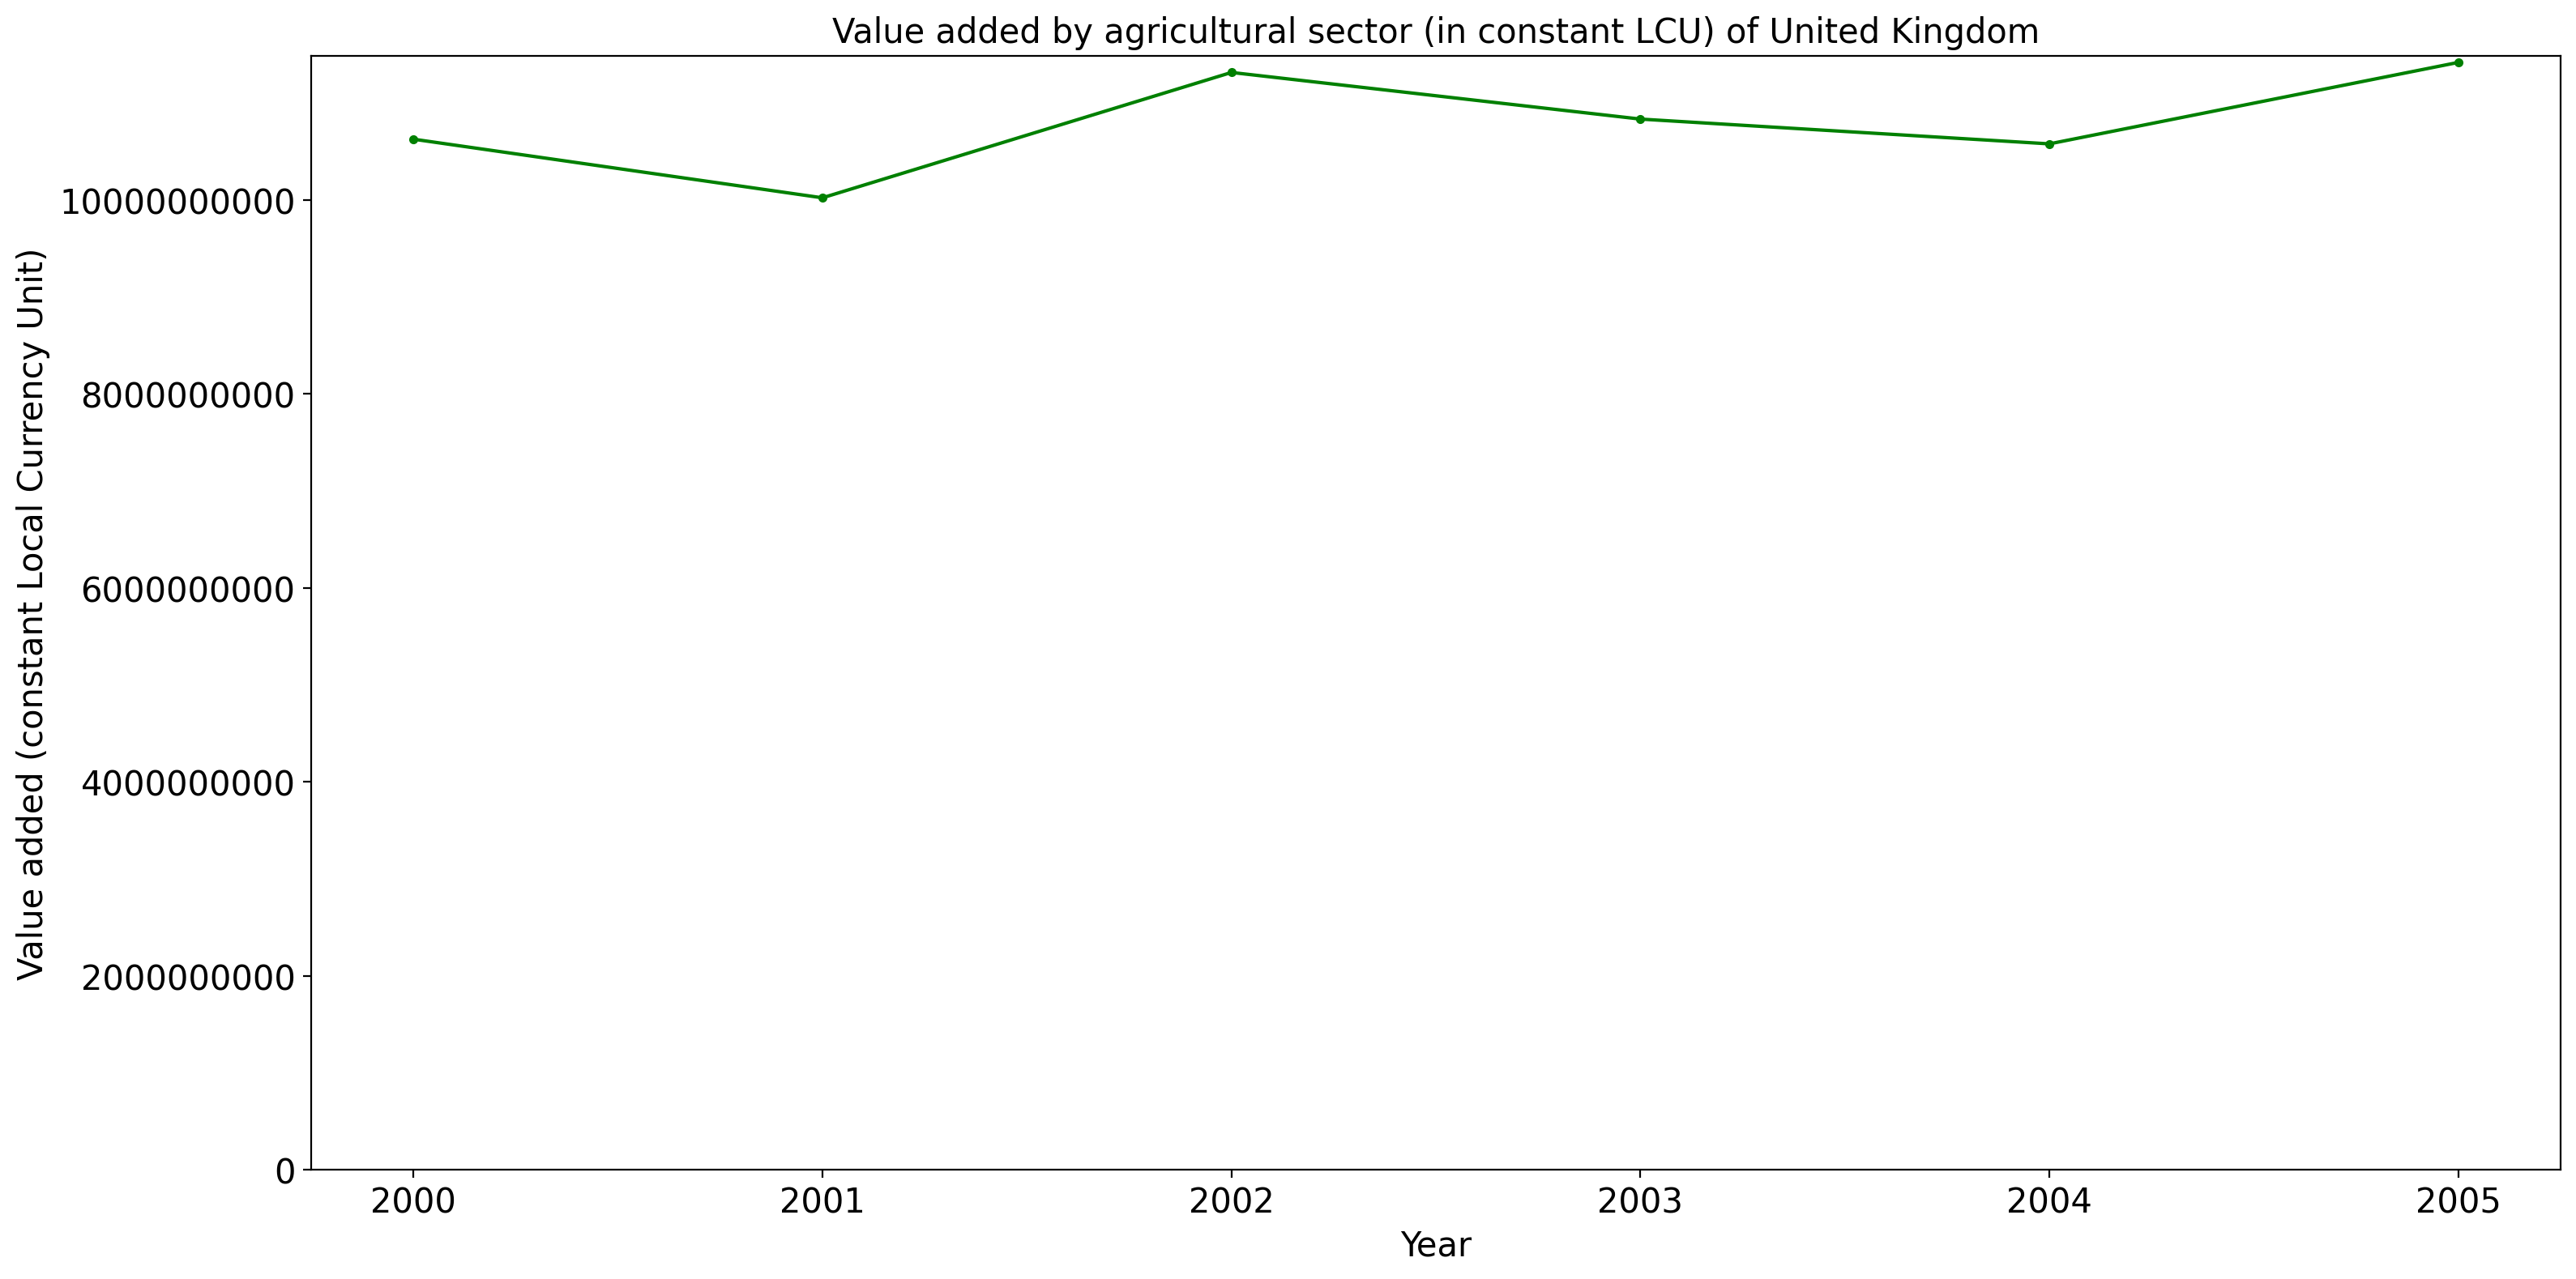 Value added by agricultural sector (in constant LCU) of United Kingdom
Value added (constant Local Currency Unit)
10000000000
8000000000
6000000000
4000000000
2000000000
0
2000 2001 2002 2003 2004 2005
Year